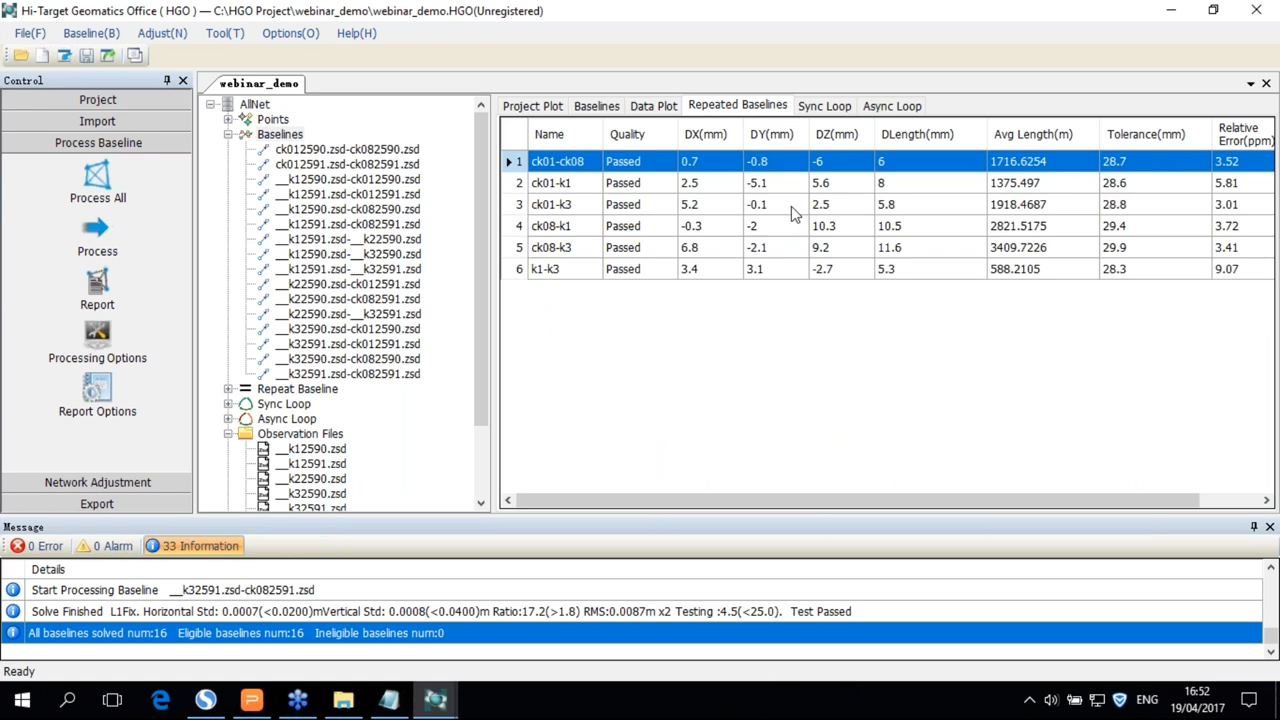 Hi-Target Geomatics Office ( HGO ) - C:\HGO Project\webinar_demo\webinar_demo.HGO(Unregistered)
File(F) Baseline(B) Adjust(N) Tool(T) Options(O) Help(H)
Control
Project
Import
Process Baseline
Process All
Process
Report
Processing Options
Report Options
Network Adjustment
Export
webinar_demo
AllNet
Points
Baselines
ck012590.zsd-ck082590.zsd
ck012591.zsd-ck082591.zsd
__k12590.zsd-ck012590.zsd
__k12591.zsd-ck012591.zsd
__k12590.zsd-ck082590.zsd
__k12591.zsd-ck082591.zsd
__k12590.zsd-__k22590.zsd
__k12590.zsd-__k32590.zsd
__k12591.zsd-__k32591.zsd
__k22590.zsd-ck012590.zsd
__k22590.zsd-ck082590.zsd
__k22590.zsd-__k32590.zsd
__k32590.zsd-ck012590.zsd
__k32591.zsd-ck012591.zsd
__k32590.zsd-ck082590.zsd
__k32591.zsd-ck082591.zsd
Repeat Baseline
Sync Loop
Async Loop
Observation Files
__k12590.zsd
__k12591.zsd
__k22590.zsd
__k32590.zsd
__k32591.zsd
Project Plot Baselines Data Plot Repeated Baselines Sync Loop Async Loop
Name Quality DX(mm) DY(mm) DZ(mm) DLength(mm) Avg Length(m) Tolerance(mm) Relative Error(ppm)
1 ck01-ck08 Passed 0.7 -0.8 -6 6 1716.6254 28.7 3.52
2 ck01-k1 Passed 2.5 -5.1 5.6 8 1375.497 28.6 5.81
3 ck01-k3 Passed 5.2 -0.1 2.5 5.8 1918.4687 28.8 3.01
4 ck08-k1 Passed -0.3 -2 10.3 10.5 2821.5175 29.4 3.72
5 ck08-k3 Passed 6.8 -2.1 9.2 11.6 3409.7226 29.9 3.41
6 k1-k3 Passed 3.4 3.1 -2.7 5.3 588.2105 28.3 9.07
Message
0 Error 0 Alarm 33 Information
Details
Start Processing Baseline __k32591.zsd-ck082591.zsd
Solve Finished L1Fix. Horizontal Std: 0.0007(<0.0200)mVertical Std: 0.0008(<0.0400)m Ratio:17.2(>1.8) RMS:0.0087m x2 Testing :4.5(<25.0). Test Passed
All baselines solved num:16 Eligible baselines num:16 Ineligible baselines num:0
Ready
ENG
16:52
19/04/2017